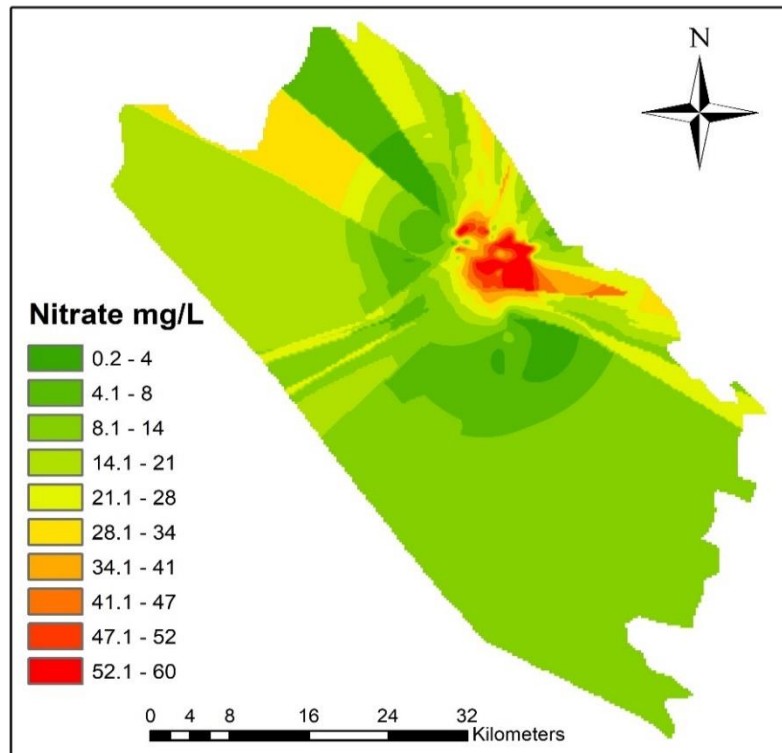 N
Nitrate mg/L
0.2 - 4
4.1 - 8
8.1 - 14
14.1 - 21
21.1 - 28
28.1 - 34
34.1 - 41
41.1 - 47
47.1 - 52
52.1 - 60
0 4 8 16 24 32
Kilometers